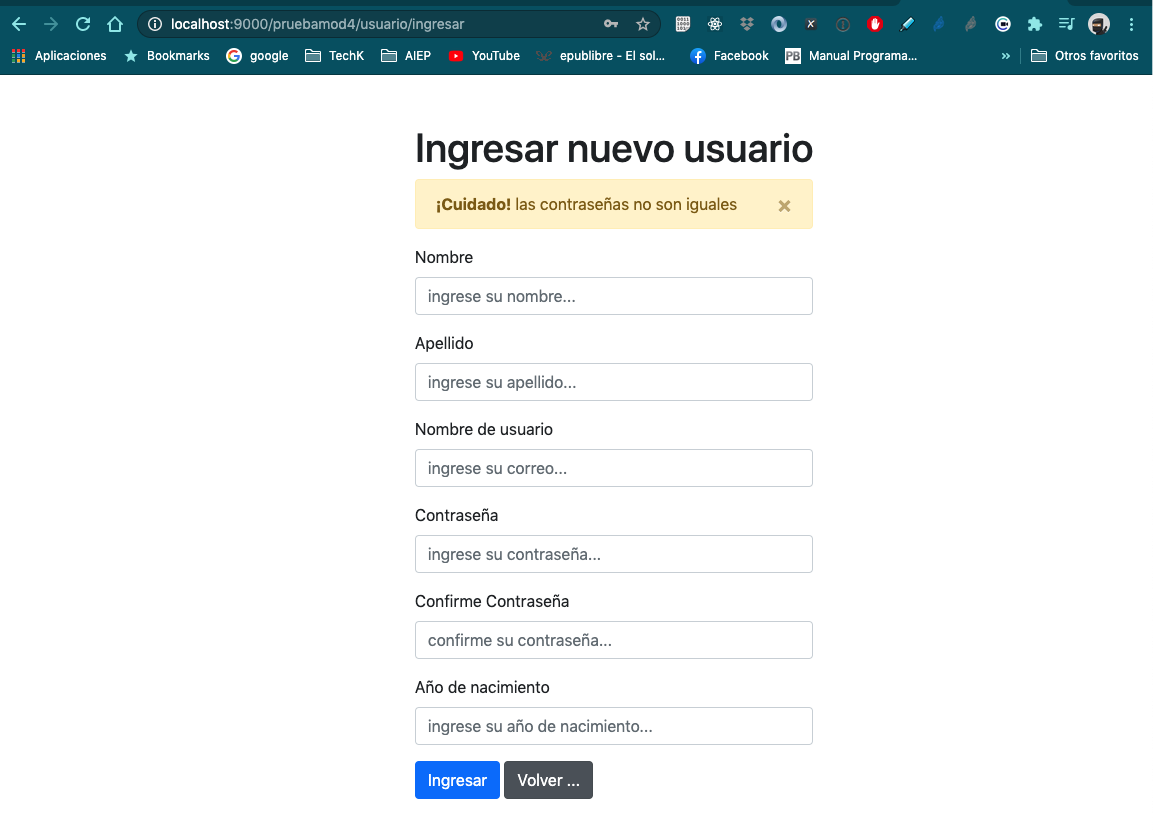 localhost:9000/pruebamod4/usuario/ingresar
Aplicaciones Bookmarks google TechK AIEP YouTube epublibre - El sol... Facebook PB Manual Programa... » Otros favoritos
Ingresar nuevo usuario
¡Cuidado! las contraseñas no son iguales ×
Nombre
ingrese su nombre...
Apellido
ingrese su apellido...
Nombre de usuario
ingrese su correo...
Contraseña
ingrese su contraseña...
Confirme Contraseña
confirme su contraseña...
Año de nacimiento
ingrese su año de nacimiento...
Ingresar Volver ...